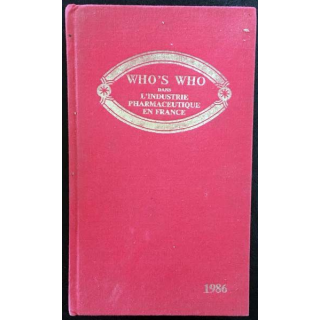 WHO'S WHO
DANS
L'INDUSTRIE
PHARMACEUTIQUE
EN FRANCE
1986